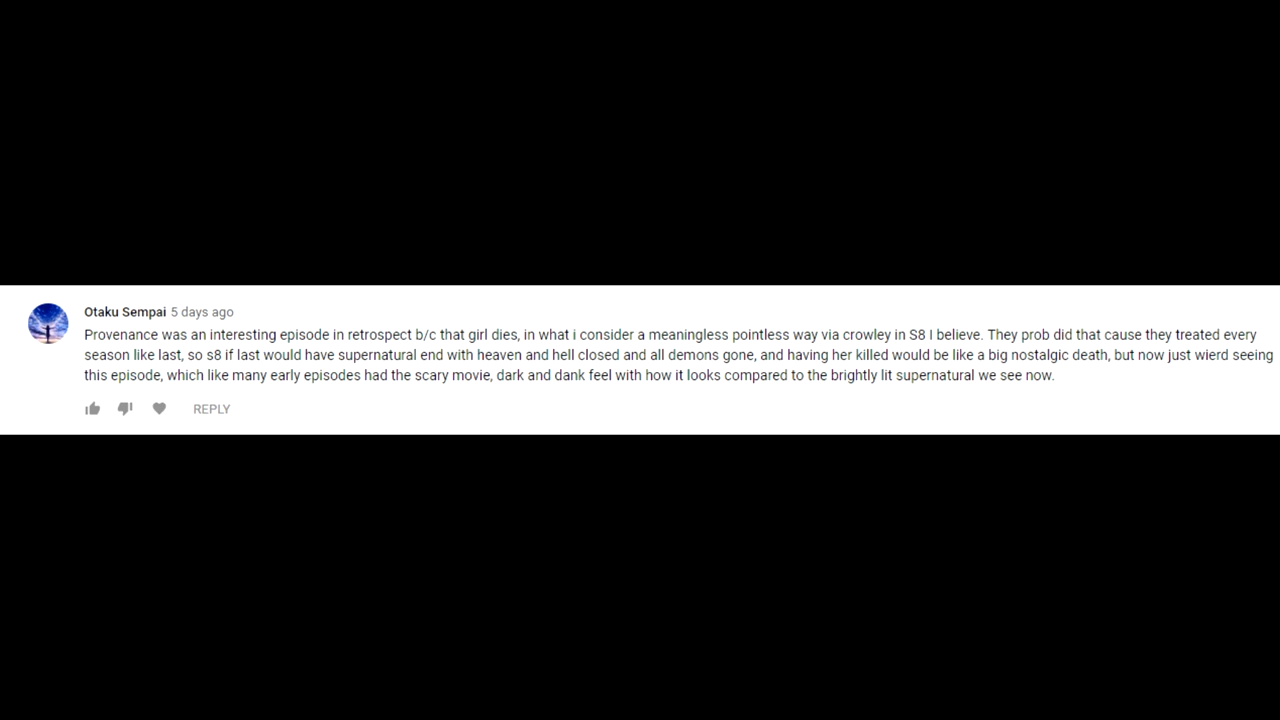 Otaku Sempai 5 days ago
Provenance was an interesting episode in retrospect b/c that girl dies, in what i consider a meaningless pointless way via crowley in S8 I believe. They prob did that cause they treated every
season like last, so s8 if last would have supernatural end with heaven and hell closed and all demons gone, and having her killed would be like a big nostalgic death, but now just wierd seeing
this episode, which like many early episodes had the scary movie, dark and dank feel with how it looks compared to the brightly lit supernatural we see now.
REPLY